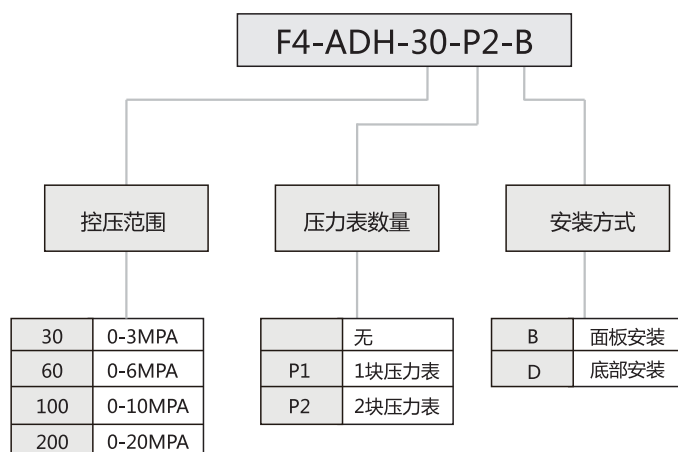 F4-ADH-30-P2-B
控压范围
压力表数量
安装方式
30 0-3MPA
60 0-6MPA
100 0-10MPA
200 0-20MPA
无
P1 1块压力表
P2 2块压力表
B 面板安装
D 底部安装